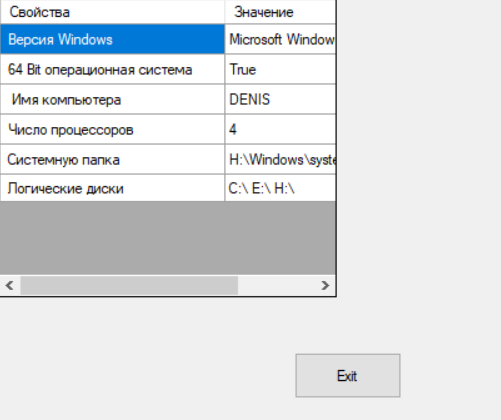 Свойства Значение
Версия Windows Microsoft Window
64 Bit операционная система True
Имя компьютера DENIS
Число процессоров 4
Системную папка H:\Windows\syste
Логические диски C:\ E:\ H:\
Exit